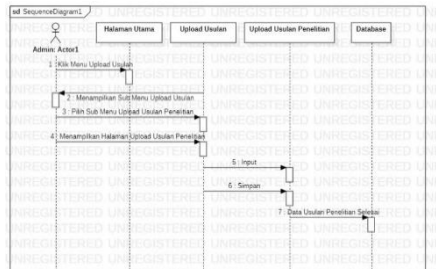 sd SequenceDiagram1
Halaman Utama
Upload Usulan
Upload Usulan Penelitian
Database
Admin: Actor1
1 : Klik Menu Upload Usulan
2 : Menampilkan Sub Menu Upload Usulan
3 : Pilih Sub Menu Upload Usulan Penelitian
4 : Menampilkan Halaman Upload Usulan Penelitian
5 : Input
6 : Simpan
7 : Data Usulan Penelitian Selesai
UNREGISTERED